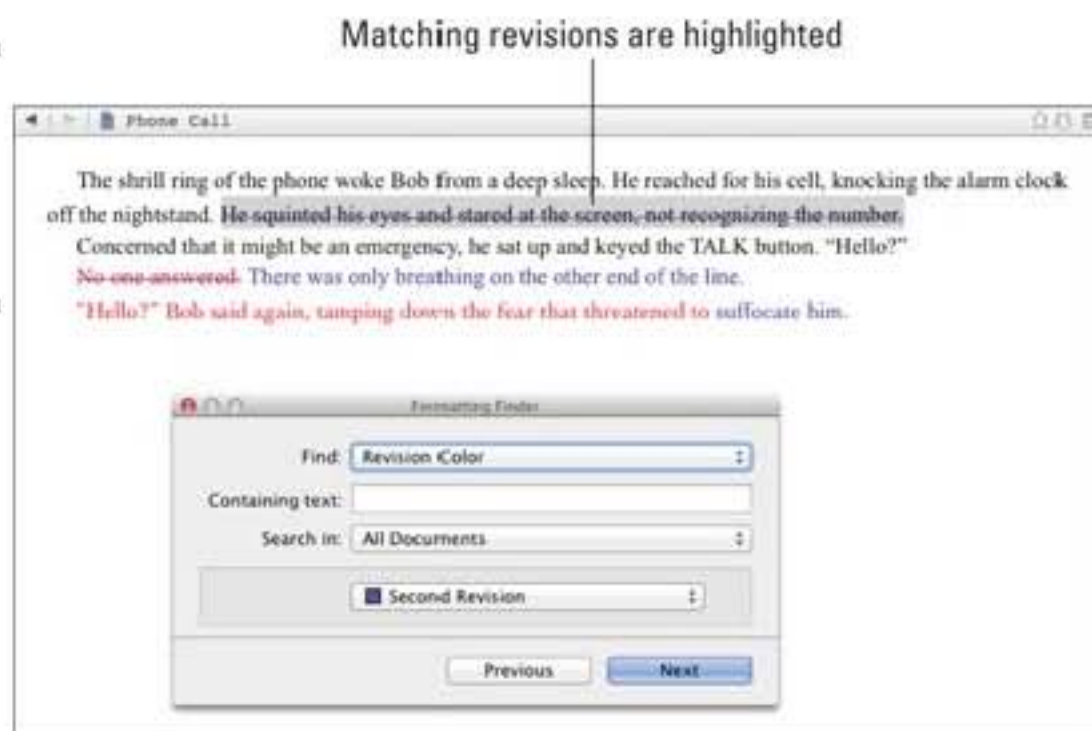 Matching revisions are highlighted
Phone Call
The shrill ring of the phone woke Bob from a deep sleep. He reached for his cell, knocking the alarm clock
off the nightstand. He squinted his eyes and stared at the screen, not recognizing the number.
Concerned that it might be an emergency, he sat up and keyed the TALK button. “Hello?”
No one answered. There was only breathing on the other end of the line.
"Hello?" Bob said again, tamping down the fear that threatened to suffocate him.
Formatting Finder
Find: Revision Color
Containing text:
Search in: All Documents
Second Revision
Previous Next